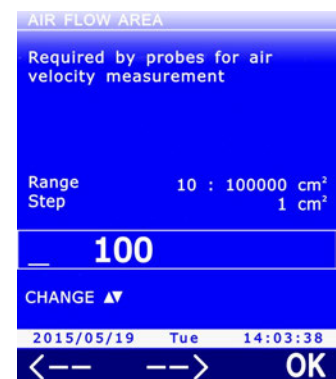 AIR FLOW AREA
Required by probes for air
velocity measurement
Range 10 : 100000 cm²
Step 1 cm²
_ 100
CHANGE ▲▼
2015/05/19 Tue 14:03:38
<-- --> OK